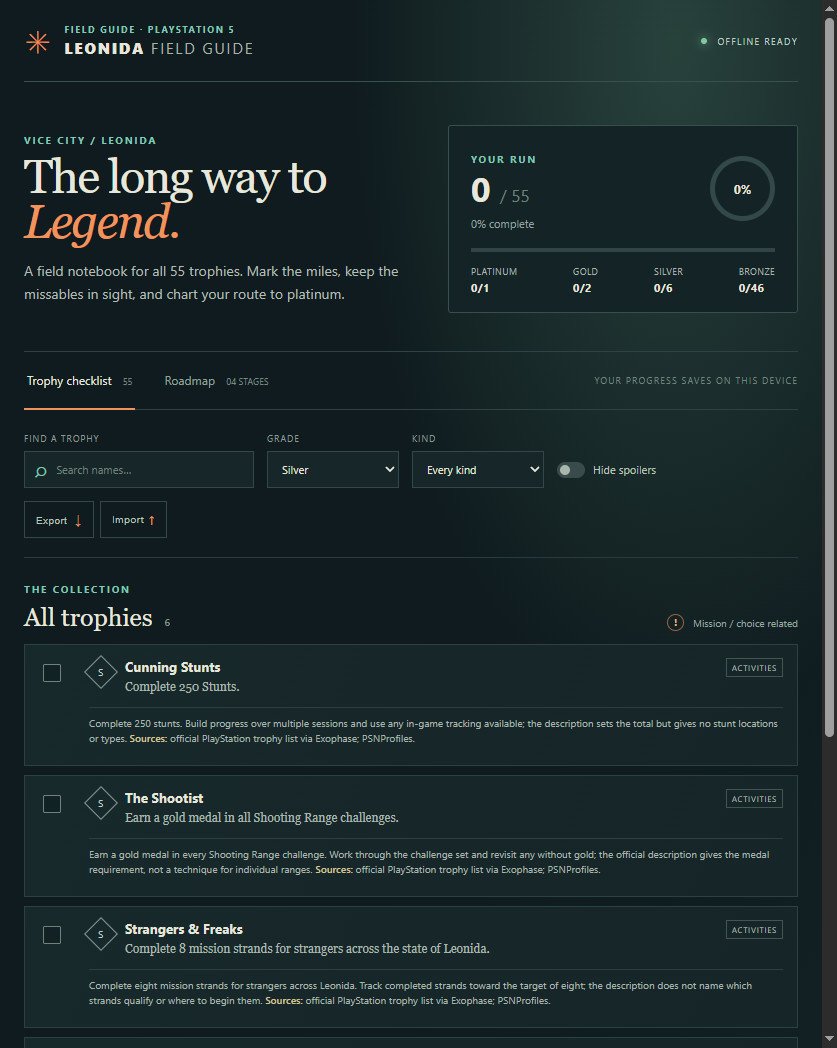 FIELD GUIDE · PLAYSTATION 5
LEONIDA FIELD GUIDE
OFFLINE READY
VICE CITY / LEONIDA
The long way to
Legend.
A field notebook for all 55 trophies. Mark the miles, keep the
missables in sight, and chart your route to platinum.
YOUR RUN
0 / 55
0% complete
0%
PLATINUM GOLD SILVER BRONZE
0/1 0/2 0/6 0/46
Trophy checklist 55
Roadmap 04 STAGES
YOUR PROGRESS SAVES ON THIS DEVICE
FIND A TROPHY
GRADE
KIND
Search names...
Silver
Every kind
Hide spoilers
Export ↓
Import ↑
THE COLLECTION
All trophies 6
! Mission / choice related
S
Cunning Stunts
ACTIVITIES
Complete 250 Stunts.
Complete 250 stunts. Build progress over multiple sessions and use any in-game tracking available; the description sets the total but gives no stunt locations
or types. Sources: official PlayStation trophy list via Exophase; PSNProfiles.
S
The Shootist
ACTIVITIES
Earn a gold medal in all Shooting Range challenges.
Earn a gold medal in every Shooting Range challenge. Work through the challenge set and revisit any without gold; the official description gives the medal
requirement, not a technique for individual ranges. Sources: official PlayStation trophy list via Exophase; PSNProfiles.
S
Strangers & Freaks
ACTIVITIES
Complete 8 mission strands for strangers across the state of Leonida.
Complete eight mission strands for strangers across Leonida. Track completed strands toward the target of eight; the description does not name which
strands qualify or where to begin them. Sources: official PlayStation trophy list via Exophase; PSNProfiles.